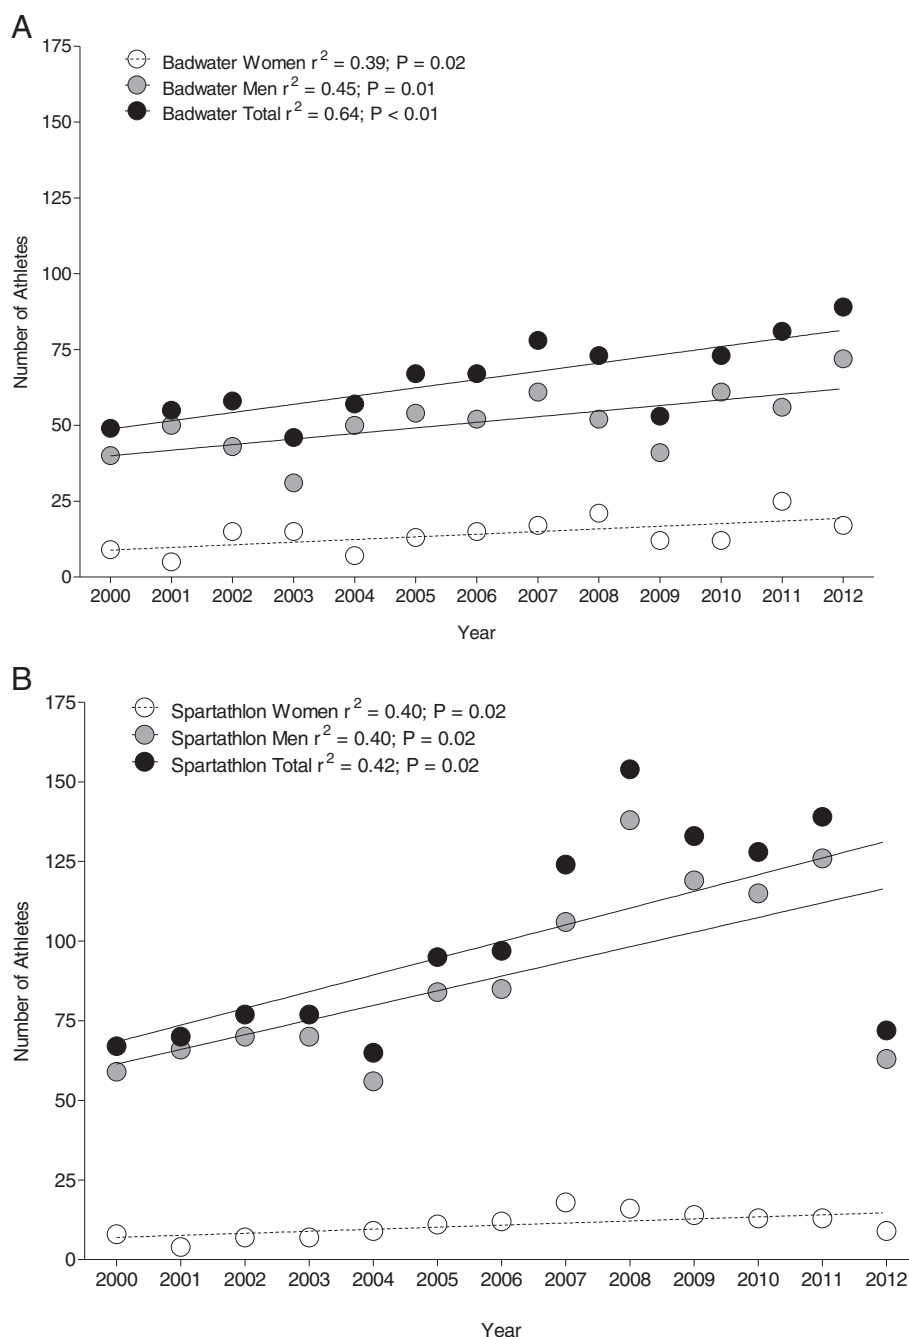 A
175
150
125
100
75
50
25
0
Number of Athletes
Badwater Women r² = 0.39; P = 0.02
Badwater Men r² = 0.45; P = 0.01
Badwater Total r² = 0.64; P < 0.01
2000 2001 2002 2003 2004 2005 2006 2007 2008 2009 2010 2011 2012
Year
B
175
150
125
100
75
50
25
0
Number of Athletes
Spartathlon Women r² = 0.40; P = 0.02
Spartathlon Men r² = 0.40; P = 0.02
Spartathlon Total r² = 0.42; P = 0.02
2000 2001 2002 2003 2004 2005 2006 2007 2008 2009 2010 2011 2012
Year